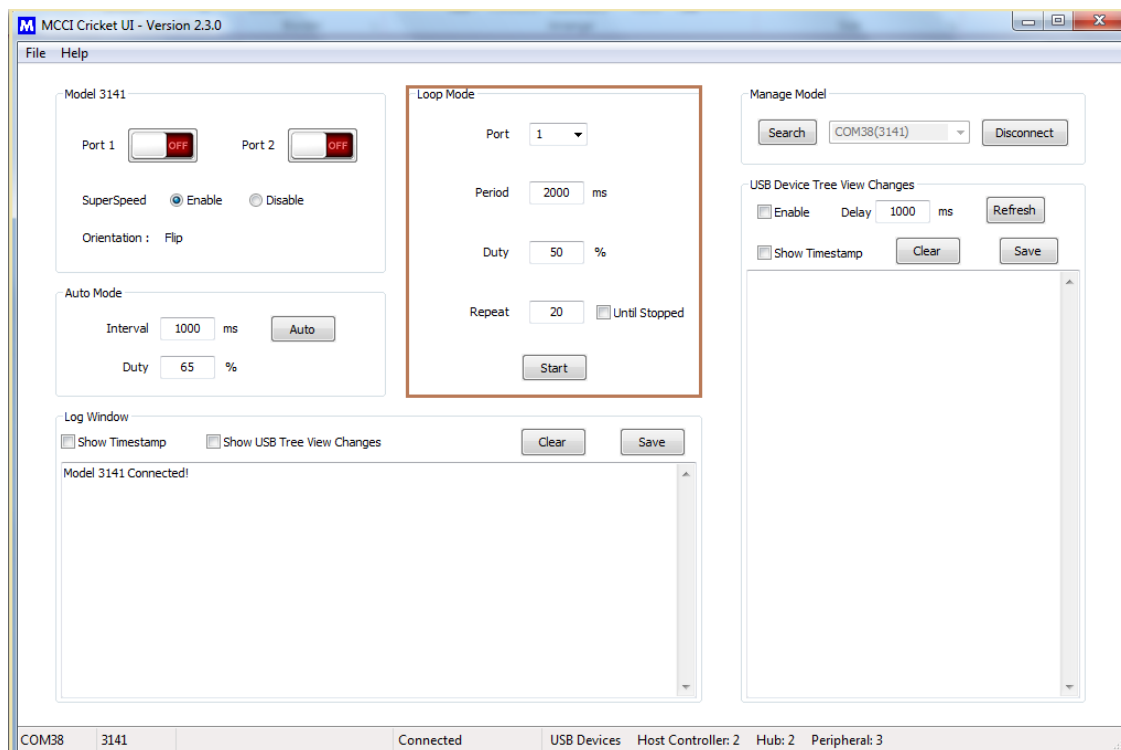 M MCCI Cricket UI - Version 2.3.0
File Help
Model 3141
Port 1 OFF Port 2 OFF
SuperSpeed Enable Disable
Orientation : Flip
Auto Mode
Interval 1000 ms Auto
Duty 65 %
Loop Mode
Port 1
Period 2000 ms
Duty 50 %
Repeat 20 Until Stopped
Start
Manage Model
Search COM38(3141) Disconnect
USB Device Tree View Changes
Enable Delay 1000 ms Refresh
Show Timestamp Clear Save
Log Window
Show Timestamp Show USB Tree View Changes Clear Save
Model 3141 Connected!
COM38 3141 Connected USB Devices Host Controller: 2 Hub: 2 Peripheral: 3